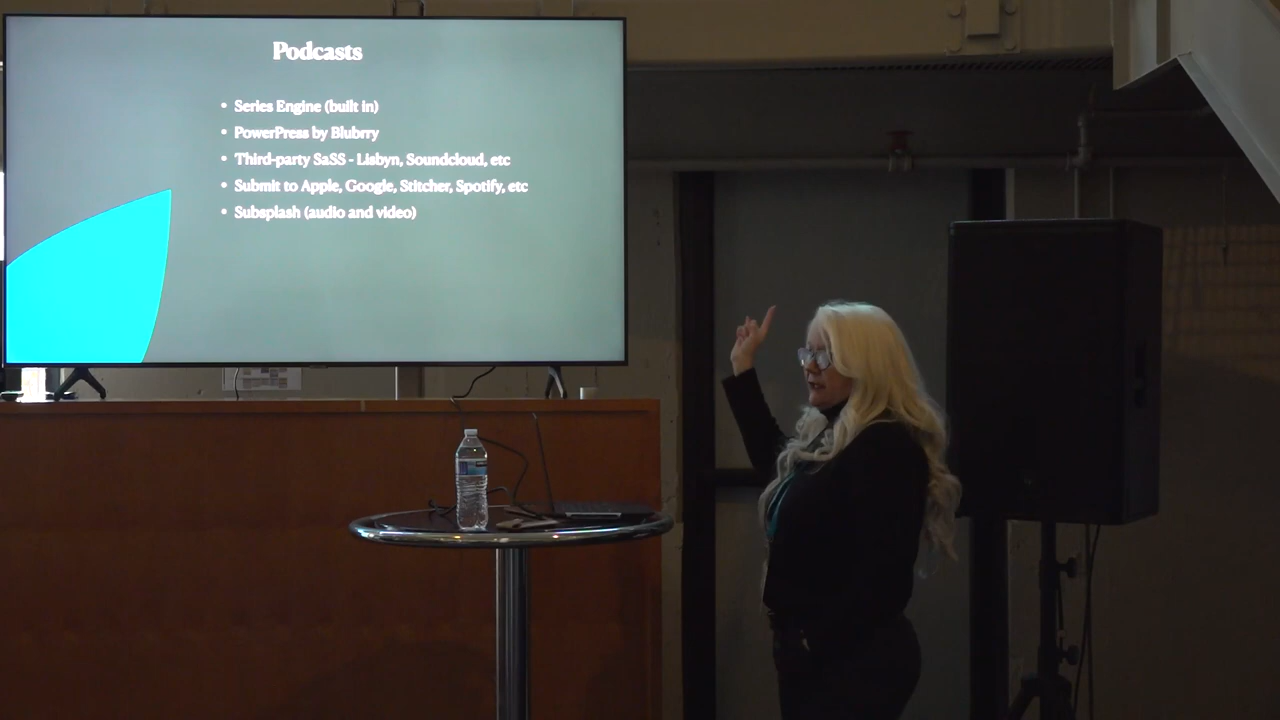 Podcasts
• Series Engine (built in)
• PowerPress by Blubrry
• Third-party SaSS - Lisbyn, Soundcloud, etc
• Submit to Apple, Google, Stitcher, Spotify, etc
• Subsplash (audio and video)